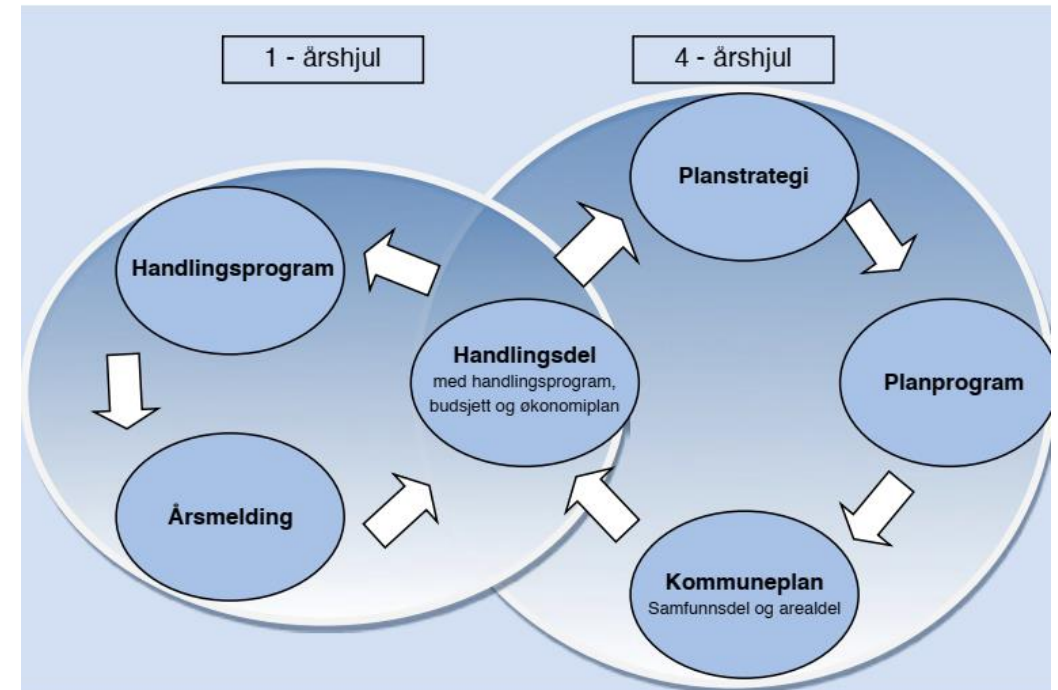 1 - årshjul
4 - årshjul
Planstrategi
Handlingsprogram
Handlingsdel
med handlingsprogram,
budsjett og økonomiplan
Planprogram
Årsmelding
Kommuneplan
Samfunnsdel og arealdel